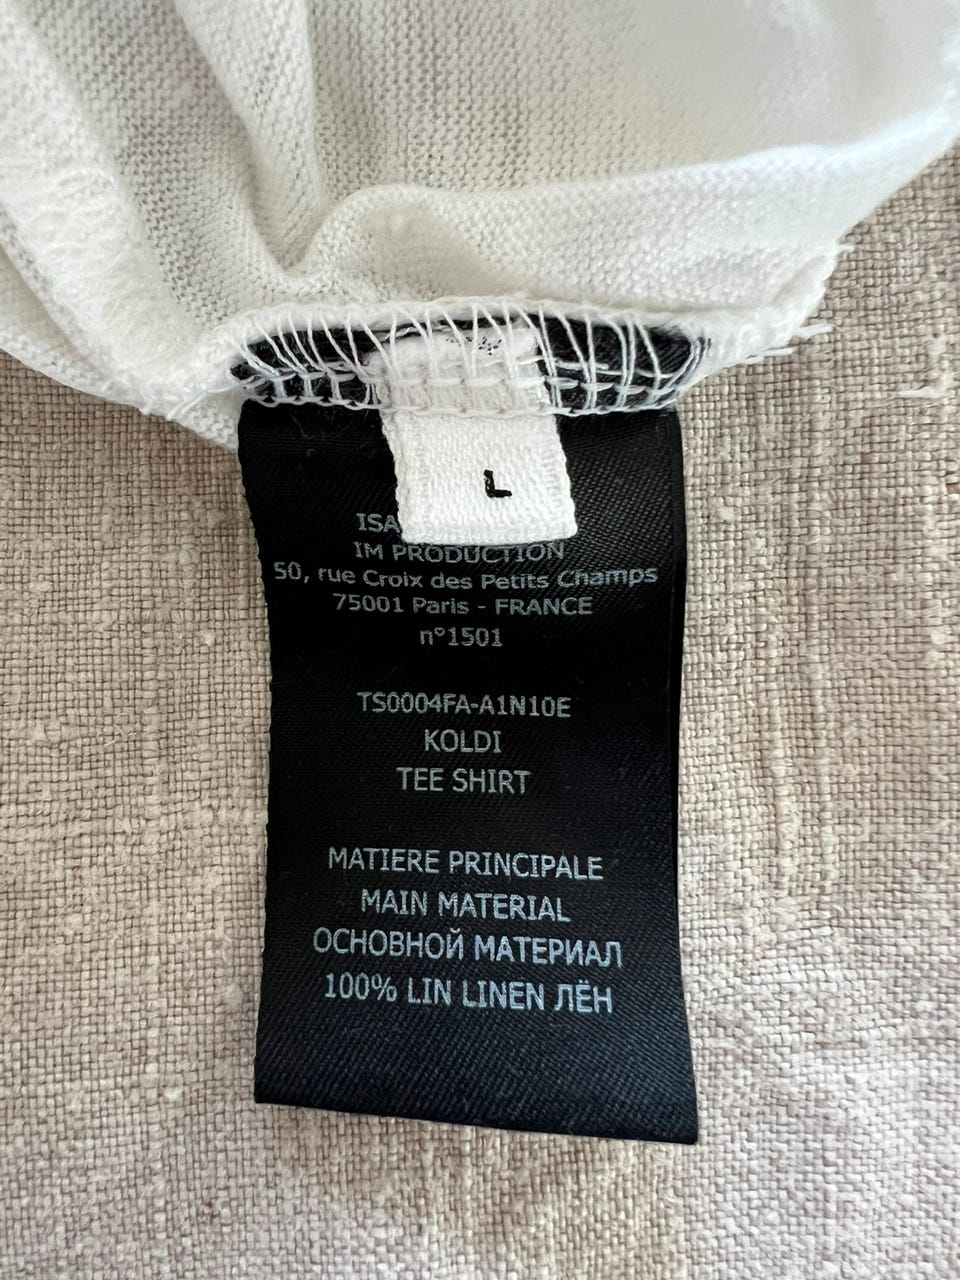 L
ISA
IM PRODUCTION
50, rue Croix des Petits Champs
75001 Paris - FRANCE
n°1501
TS0004FA-A1N10E
KOLDI
TEE SHIRT
MATIERE PRINCIPALE
MAIN MATERIAL
ОСНОВНОЙ МАТЕРИАЛ
100% LIN LINEN ЛЁН